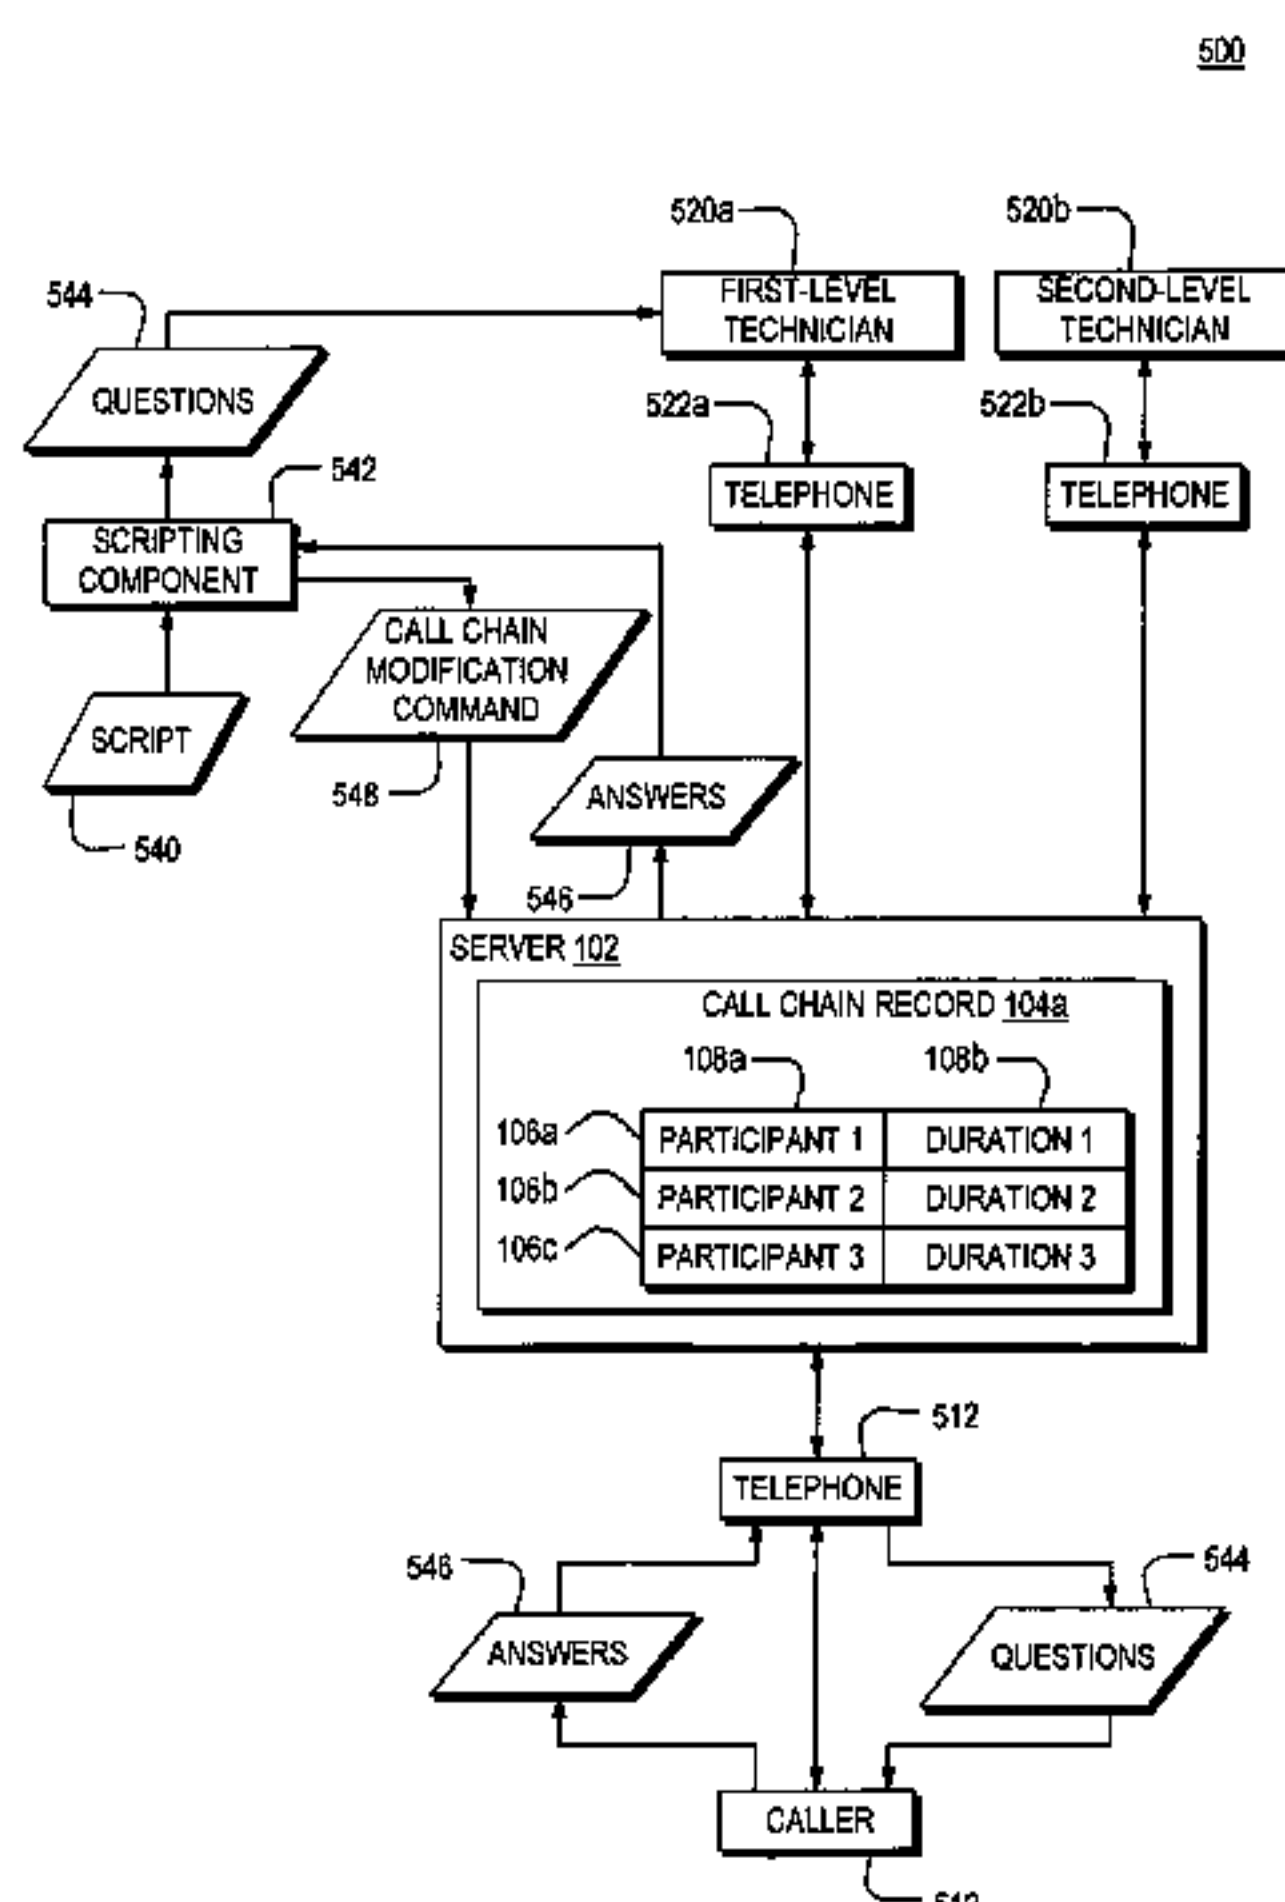 500
520a
520b
FIRST-LEVEL
TECHNICIAN
SECOND-LEVEL
TECHNICIAN
544
QUESTIONS
522a
522b
TELEPHONE
TELEPHONE
542
SCRIPTING
COMPONENT
CALL CHAIN
MODIFICATION
COMMAND
SCRIPT
548
540
ANSWERS
546
SERVER 102
CALL CHAIN RECORD 104a
108a
108b
106a
PARTICIPANT 1
DURATION 1
106b
PARTICIPANT 2
DURATION 2
106c
PARTICIPANT 3
DURATION 3
512
TELEPHONE
546
544
ANSWERS
QUESTIONS
CALLER